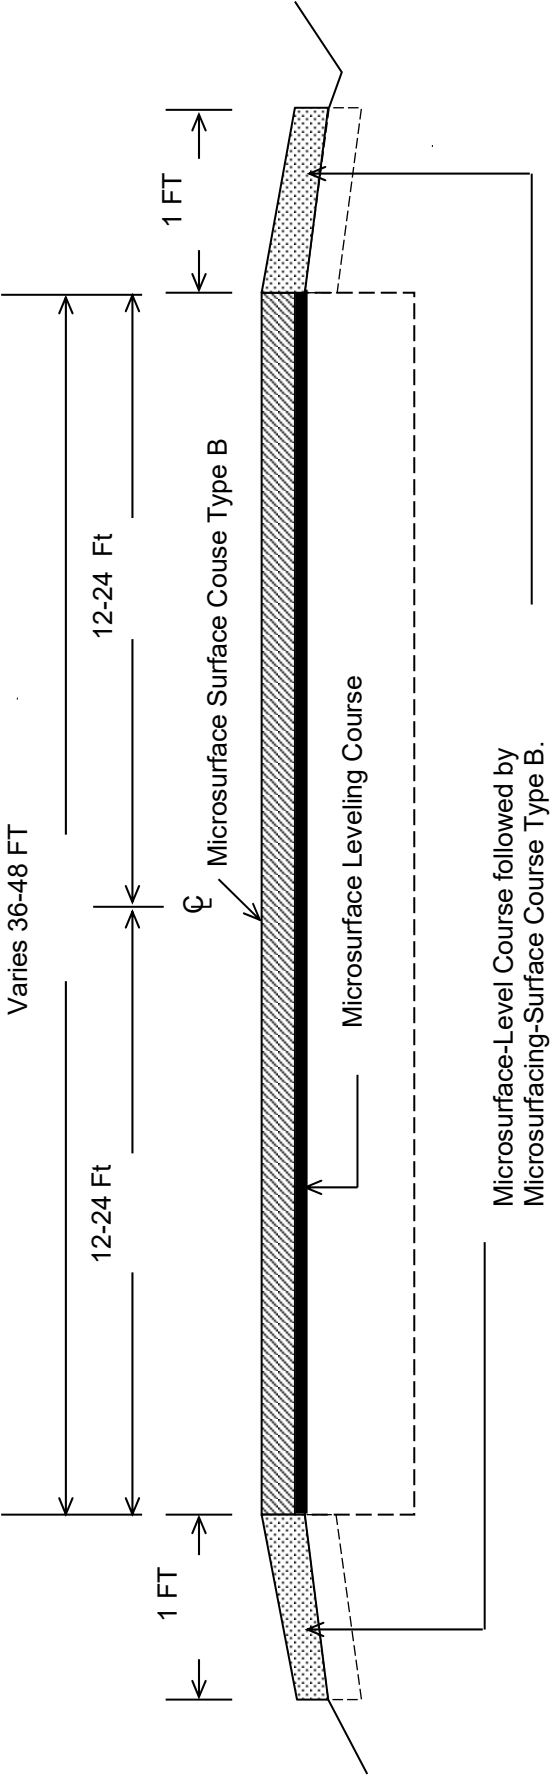 Varies 36-48 FT
12-24 Ft
12-24 Ft
1 FT
1 FT
℄
Microsurface Surface Couse Type B
Microsurface Leveling Course
Microsurface-Level Course followed by
Microsurfacing-Surface Course Type B.